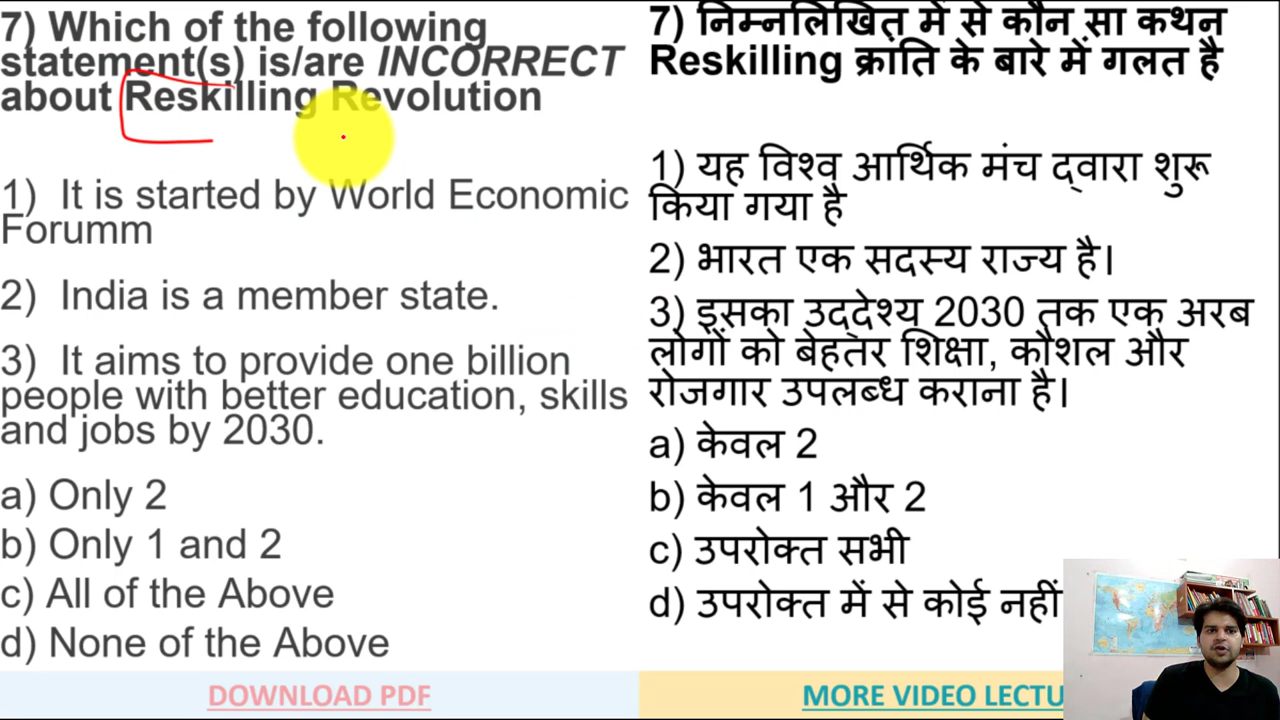 7) Which of the following
statement(s) is/are INCORRECT
about Reskilling Revolution
1) It is started by World Economic
Forumm
2) India is a member state.
3) It aims to provide one billion
people with better education, skills
and jobs by 2030.
a) Only 2
b) Only 1 and 2
c) All of the Above
d) None of the Above
DOWNLOAD PDF
7) निम्नलिखित में से कौन सा कथन
Reskilling क्रांति के बारे में गलत है
1) यह विश्व आर्थिक मंच द्वारा शुरू
किया गया है
2) भारत एक सदस्य राज्य है।
3) इसका उद्देश्य 2030 तक एक अरब
लोगों को बेहतर शिक्षा, कौशल और
रोजगार उपलब्ध कराना है।
a) केवल 2
b) केवल 1 और 2
c) उपरोक्त सभी
d) उपरोक्त में से कोई नहीं
MORE VIDEO LECTU